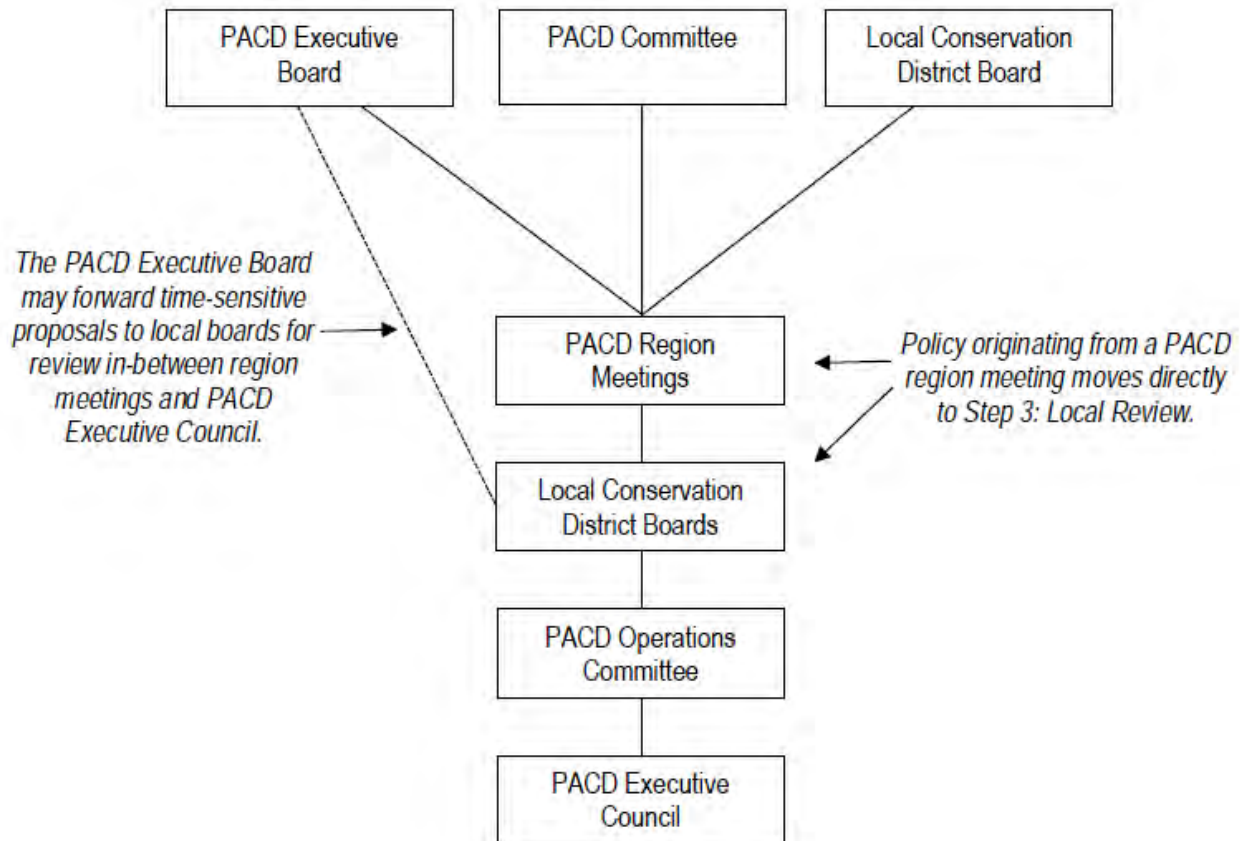 PACD Executive
Board
PACD Committee
Local Conservation
District Board
The PACD Executive Board
may forward time-sensitive
proposals to local boards for
review in-between region
meetings and PACD
Executive Council.
PACD Region
Meetings
Policy originating from a PACD
region meeting moves directly
to Step 3: Local Review.
Local Conservation
District Boards
PACD Operations
Committee
PACD Executive
Council